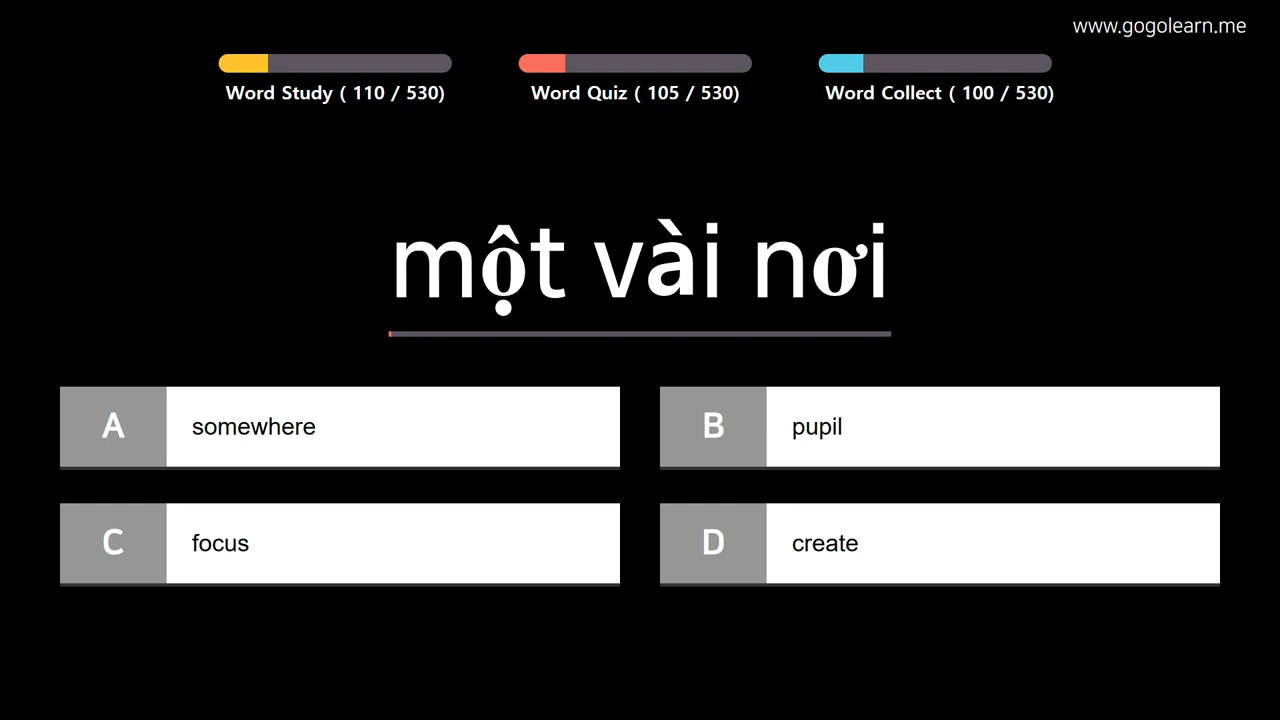 www.gogolearn.me
Word Study ( 110 / 530)
Word Quiz ( 105 / 530)
Word Collect ( 100 / 530)
một vài nơi
A somewhere
B pupil
C focus
D create